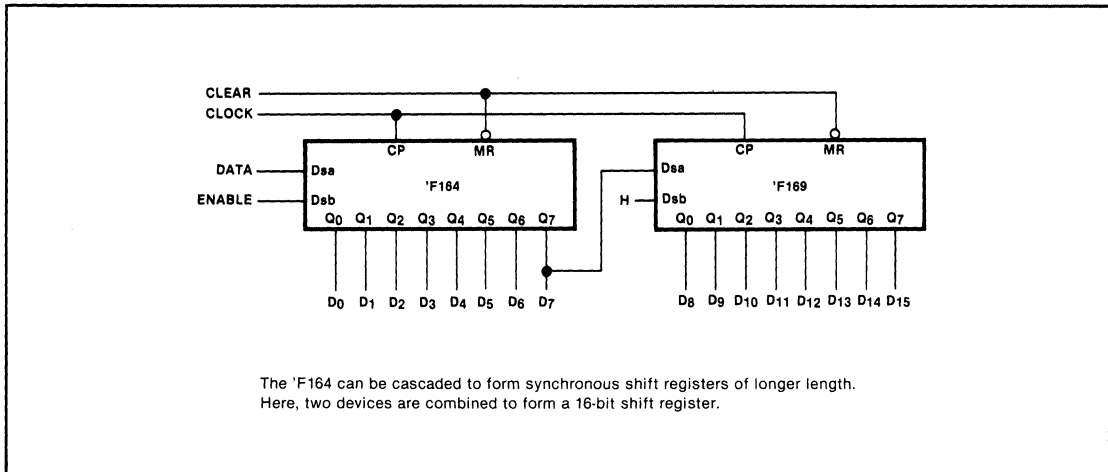 CLEAR
CLOCK
CP MR CP MR
DATA Dsa 'F164 Dsa 'F169
ENABLE Dsb H Dsb
Q0 Q1 Q2 Q3 Q4 Q5 Q6 Q7 Q0 Q1 Q2 Q3 Q4 Q5 Q6 Q7
D0 D1 D2 D3 D4 D5 D6 D7 D8 D9 D10 D11 D12 D13 D14 D15
The 'F164 can be cascaded to form synchronous shift registers of longer length.
Here, two devices are combined to form a 16-bit shift register.